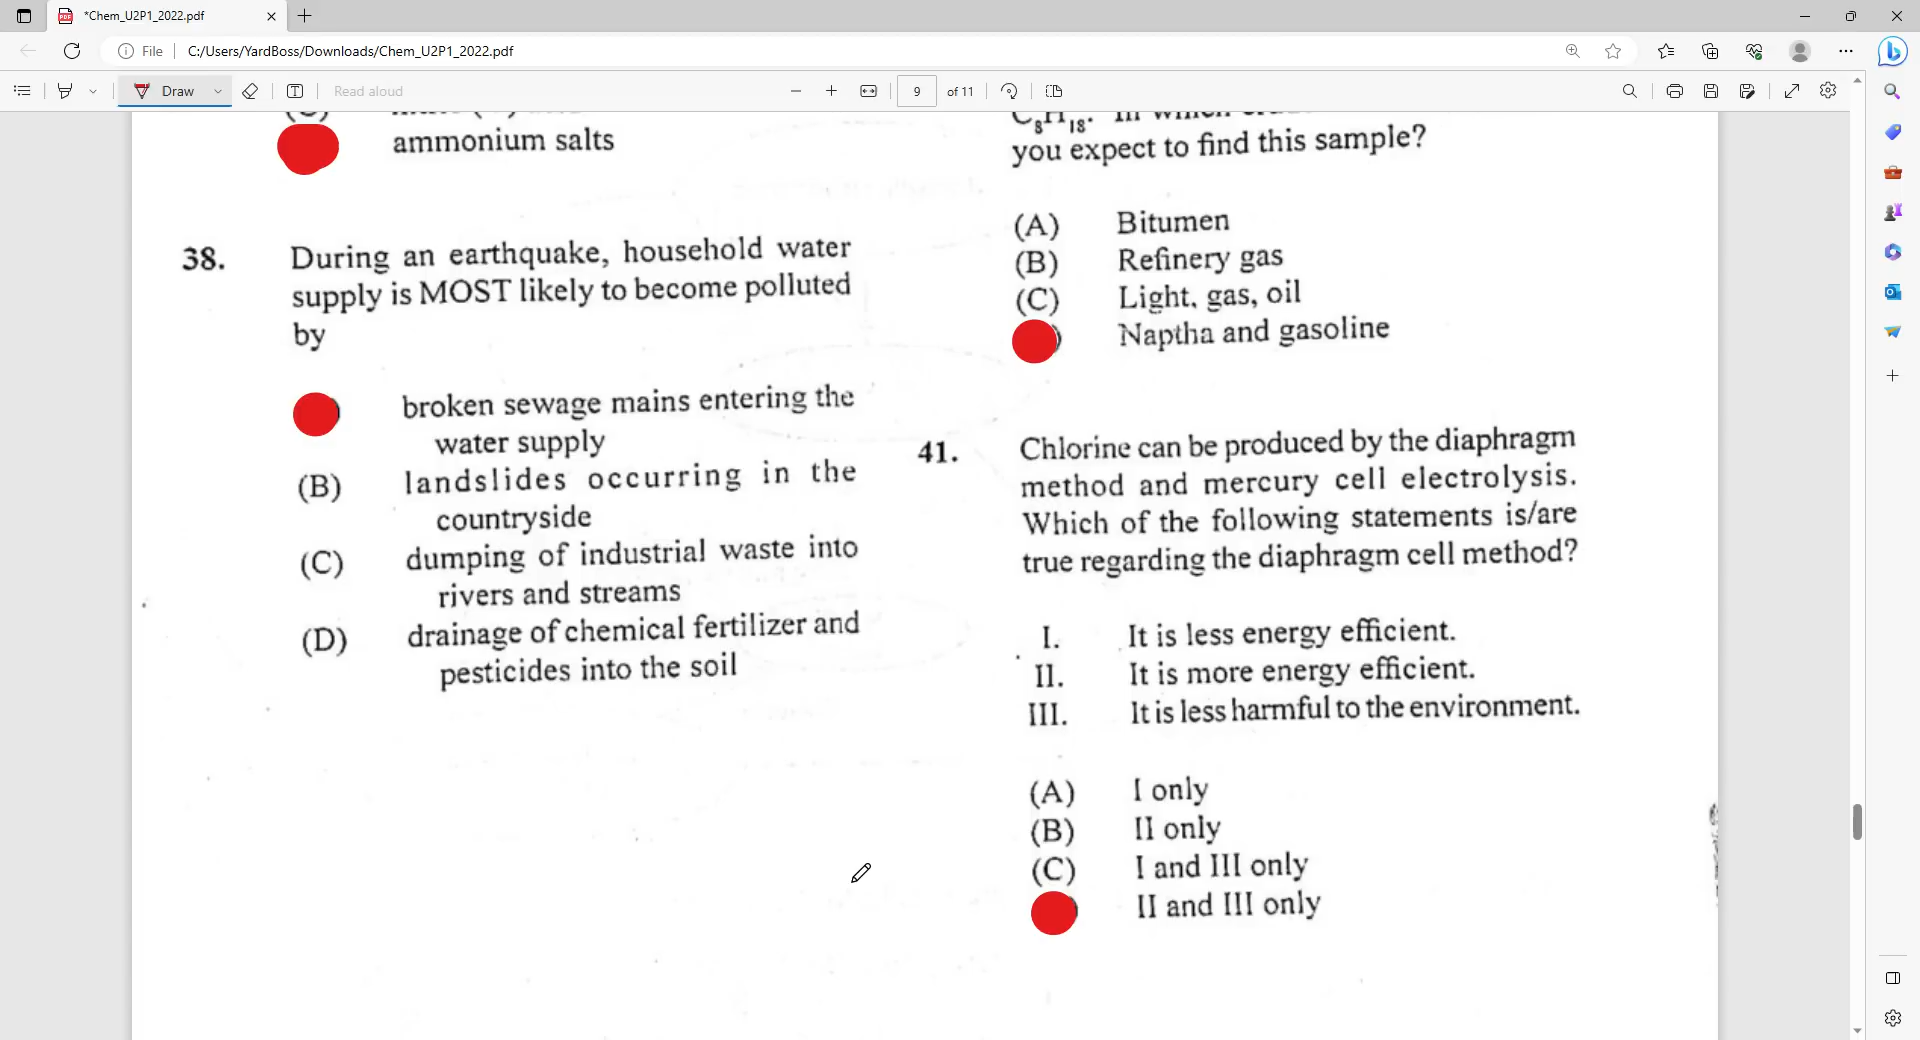 *Chem_U2P1_2022.pdf
File
C:/Users/YardBoss/Downloads/Chem_U2P1_2022.pdf
Draw
Read aloud
9
of 11
ammonium salts
38.
During an earthquake, household water
supply is MOST likely to become polluted
by
broken sewage mains entering the
water supply
(B) landslides occurring in the
countryside
(C) dumping of industrial waste into
rivers and streams
(D) drainage of chemical fertilizer and
pesticides into the soil
C8H18. In which
you expect to find this sample?
(A) Bitumen
(B) Refinery gas
(C) Light, gas, oil
Naptha and gasoline
41.
Chlorine can be produced by the diaphragm
method and mercury cell electrolysis.
Which of the following statements is/are
true regarding the diaphragm cell method?
I. It is less energy efficient.
II. It is more energy efficient.
III. It is less harmful to the environment.
(A) I only
(B) II only
(C) I and III only
II and III only